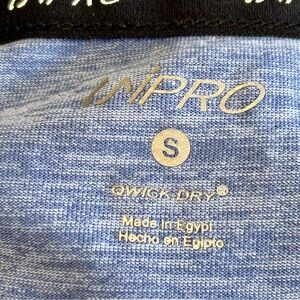 UNIPRO
S
QWICK-DRY®
Made in Egypt
Hecho en Egipto